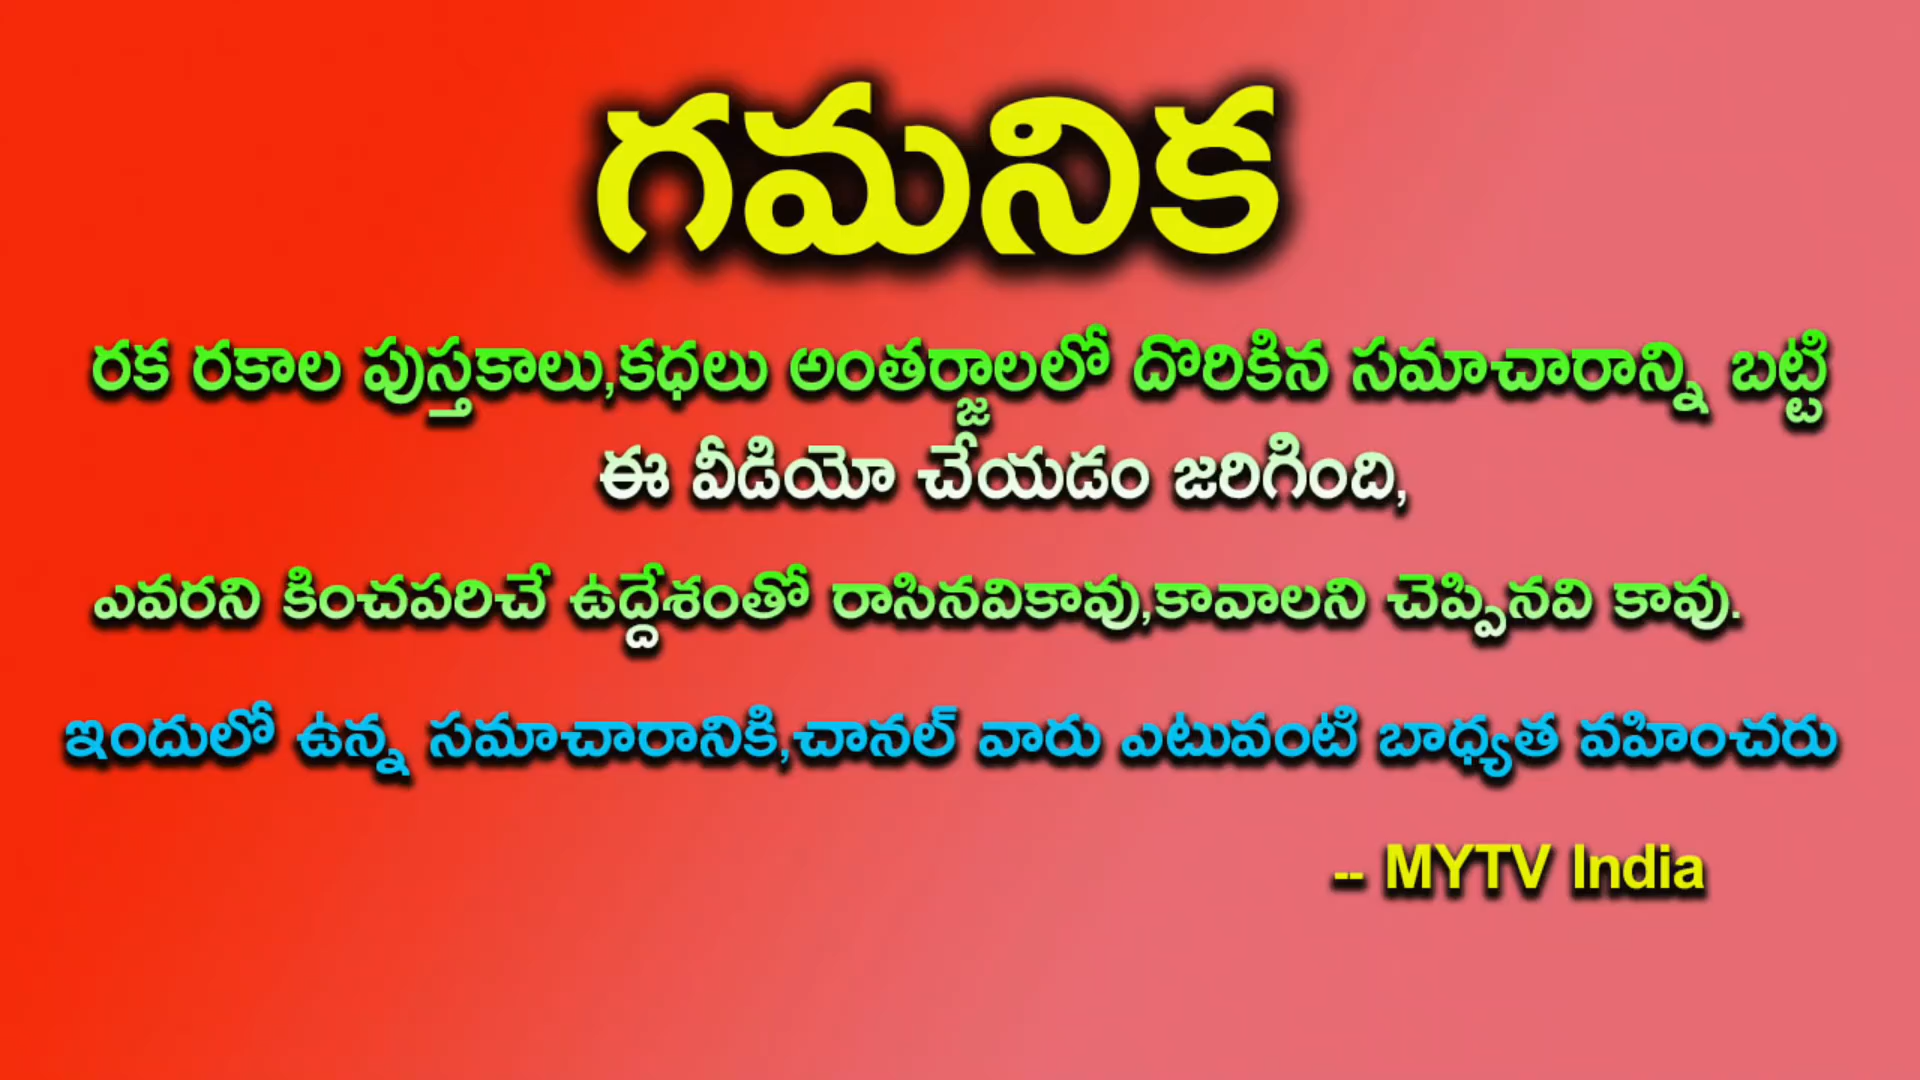 గమనిక
రక రకాల పుస్తకాలు,కధలు అంతర్జాలలో దొరికిన సమాచారాన్ని బట్టి
ఈ వీడియో చేయడం జరిగింది,
ఎవరని కించపరిచే ఉద్దేశంతో రాసినవికావు,కావాలని చెప్పినవి కావు.
ఇందులో ఉన్న సమాచారానికి,చానల్ వారు ఎటువంటి బాధ్యత వహించరు
-- MYTV India